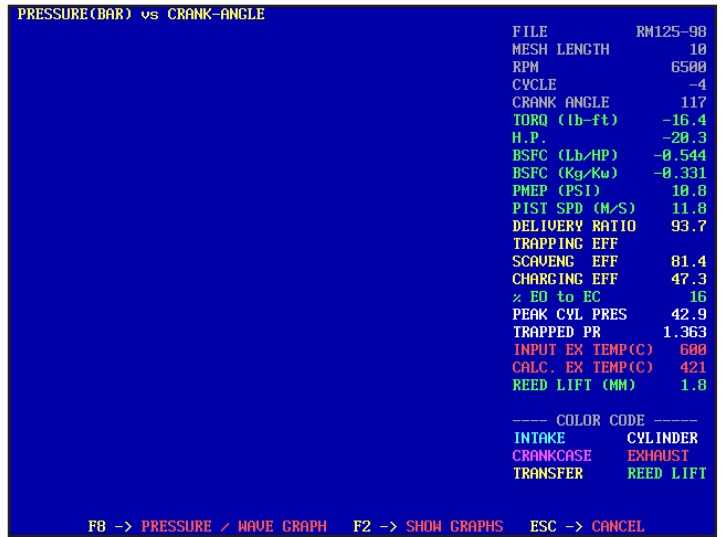 PRESSURE(BAR) vs CRANK-ANGLE
FILE RM125-98
MESH LENGTH 10
RPM 6500
CYCLE -4
CRANK ANGLE 117
TORQ (lb-ft) -16.4
H.P. -20.3
BSFC (Lb/HP) -0.544
BSFC (Kg/Kw) -0.331
PMEP (PSI) 10.8
PIST SPD (M/S) 11.8
DELIVERY RATIO 93.7
TRAPPING EFF
SCAVENG EFF 81.4
CHARGING EFF 47.3
% EO to EC 16
PEAK CYL PRES 42.9
TRAPPED PR 1.363
INPUT EX TEMP(C) 600
CALC. EX TEMP(C) 421
REED LIFT (MM) 1.8
---- COLOR CODE -----
INTAKE CYLINDER
CRANKCASE EXHAUST
TRANSFER REED LIFT
F8 -> PRESSURE / WAVE GRAPH F2 -> SHOW GRAPHS ESC -> CANCEL